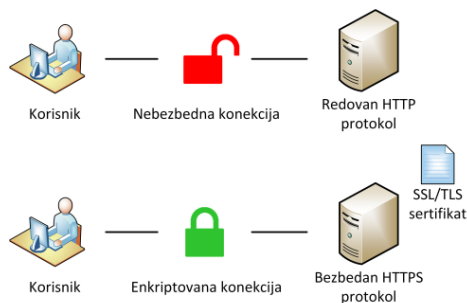 Korisnik
Nebezbedna konekcija
Redovan HTTP
protokol
SSL/TLS
sertifikat
Korisnik
Enkriptovana konekcija
Bezbedan HTTPS
protokol